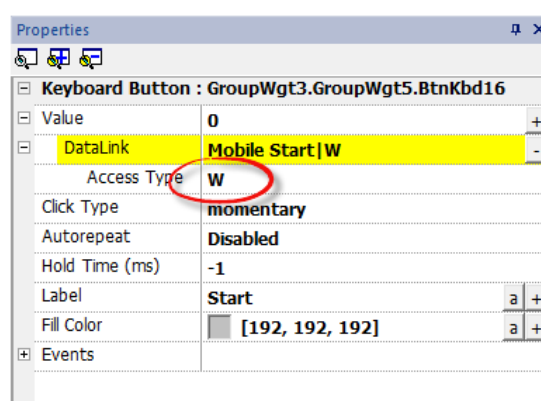 Properties
Keyboard Button : GroupWgt3.GroupWgt5.BtnKbd16
Value 0 +
DataLink Mobile Start|W -
Access Type W
Click Type momentary
Autorepeat Disabled
Hold Time (ms) -1
Label Start a +
Fill Color [192, 192, 192] a +
Events